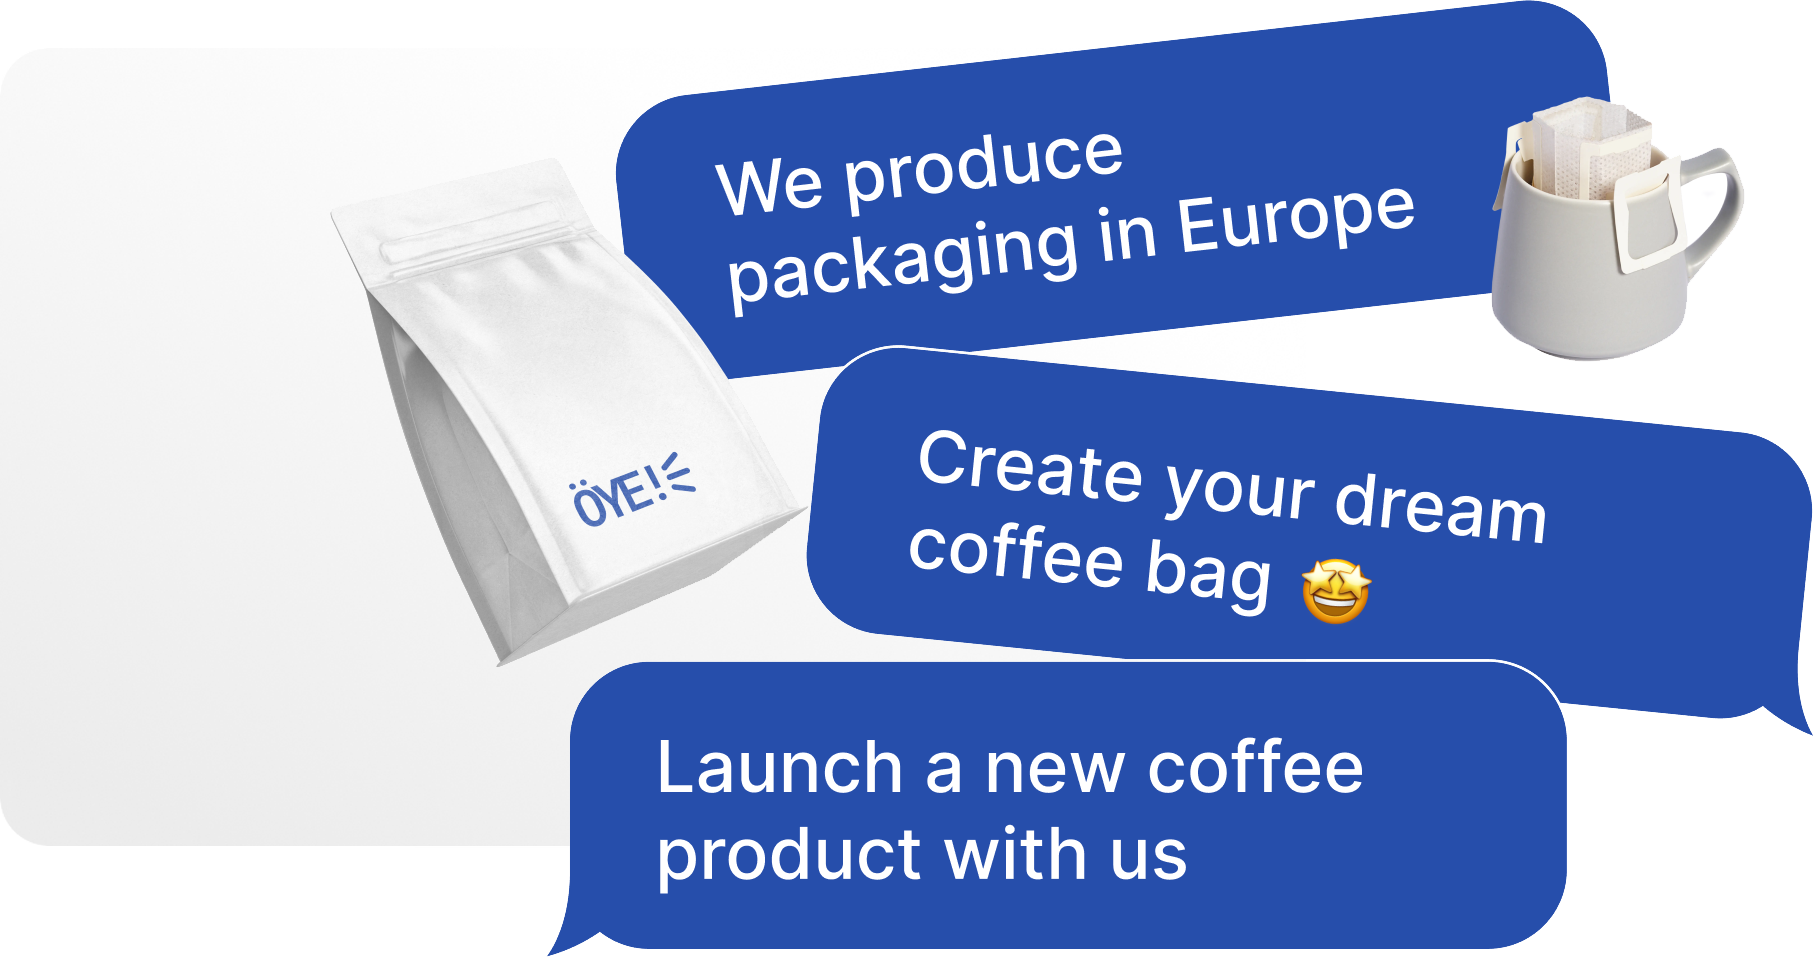 We produce
packaging in Europe
ÖYE!
Create your dream
coffee bag 🤩
Launch a new coffee
product with us